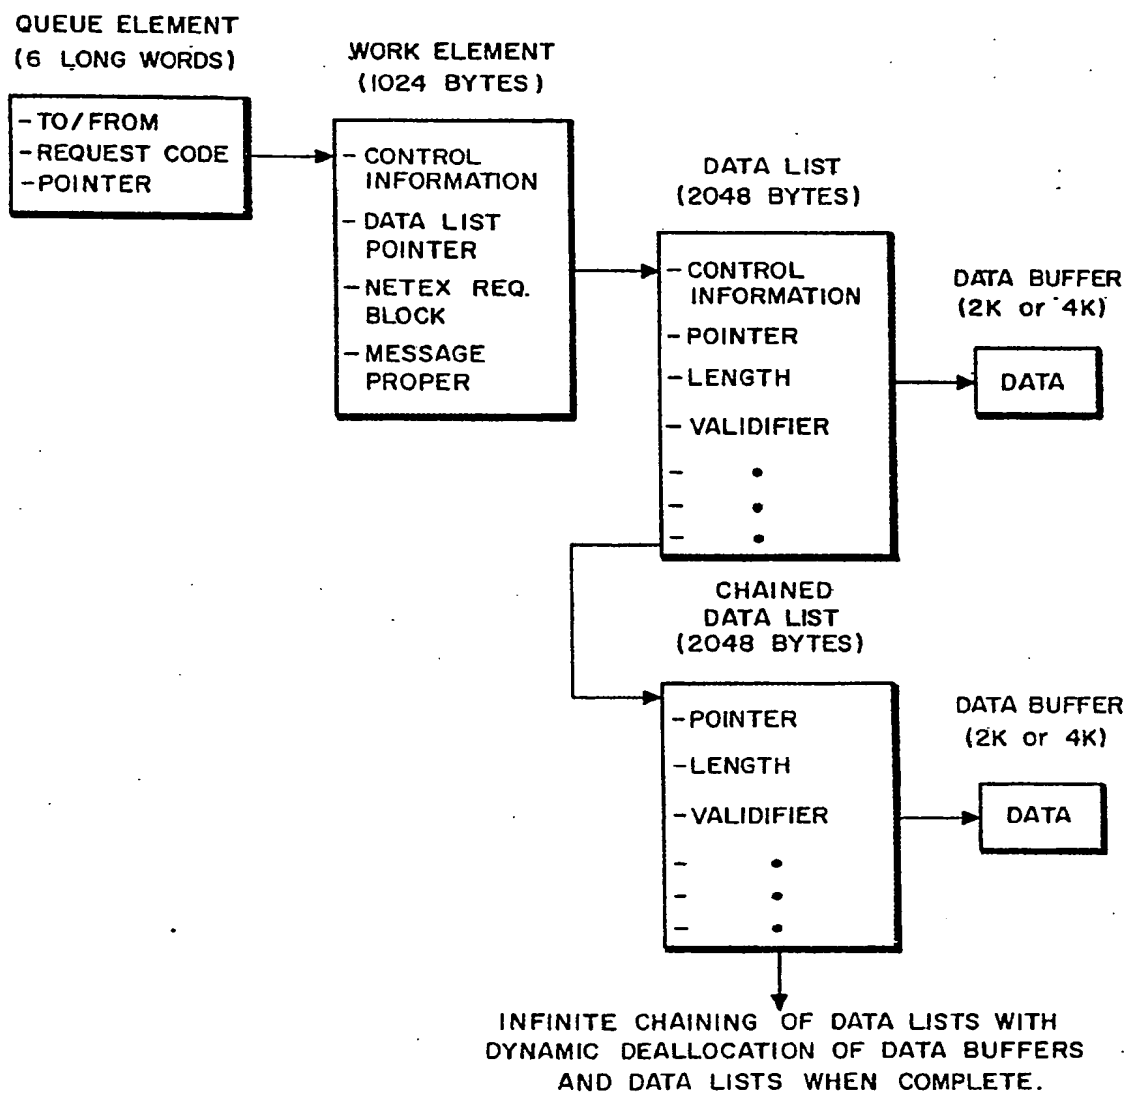 QUEUE ELEMENT
(6 LONG WORDS)
- TO/FROM
- REQUEST CODE
- POINTER
WORK ELEMENT
(1024 BYTES)
- CONTROL
INFORMATION
- DATA LIST
POINTER
- NETEX REQ.
BLOCK
- MESSAGE
PROPER
DATA LIST
(2048 BYTES)
- CONTROL
INFORMATION
- POINTER
- LENGTH
- VALIDIFIER
- •
- •
- •
DATA BUFFER
(2K or 4K)
DATA
CHAINED
DATA LIST
(2048 BYTES)
- POINTER
- LENGTH
- VALIDIFIER
- •
- •
- •
DATA BUFFER
(2K or 4K)
DATA
INFINITE CHAINING OF DATA LISTS WITH
DYNAMIC DEALLOCATION OF DATA BUFFERS
AND DATA LISTS WHEN COMPLETE.